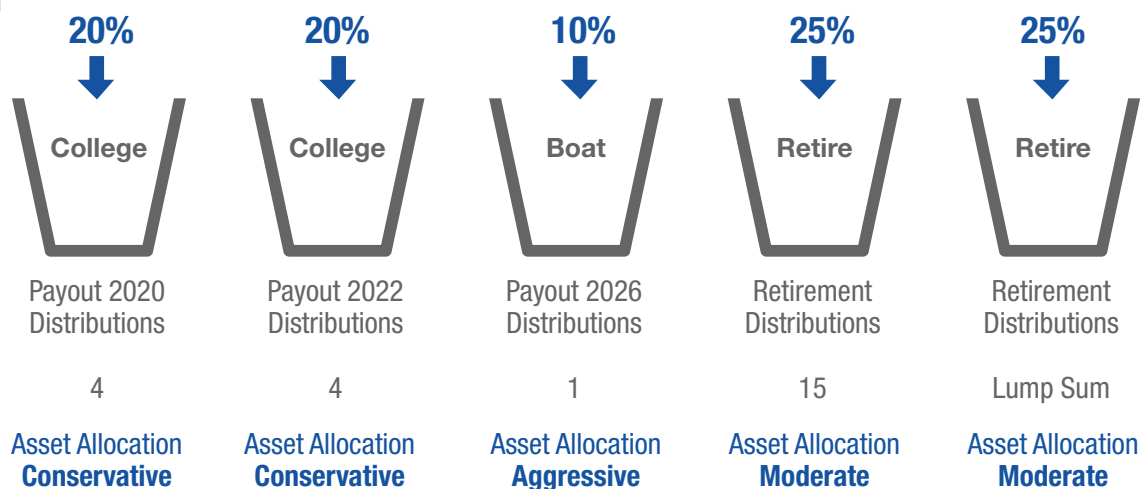 20% 20% 10% 25% 25%
College College Boat Retire Retire
Payout 2020 Payout 2022 Payout 2026 Retirement Retirement
Distributions Distributions Distributions Distributions Distributions
4 4 1 15 Lump Sum
Asset Allocation Asset Allocation Asset Allocation Asset Allocation Asset Allocation
Conservative Conservative Aggressive Moderate Moderate